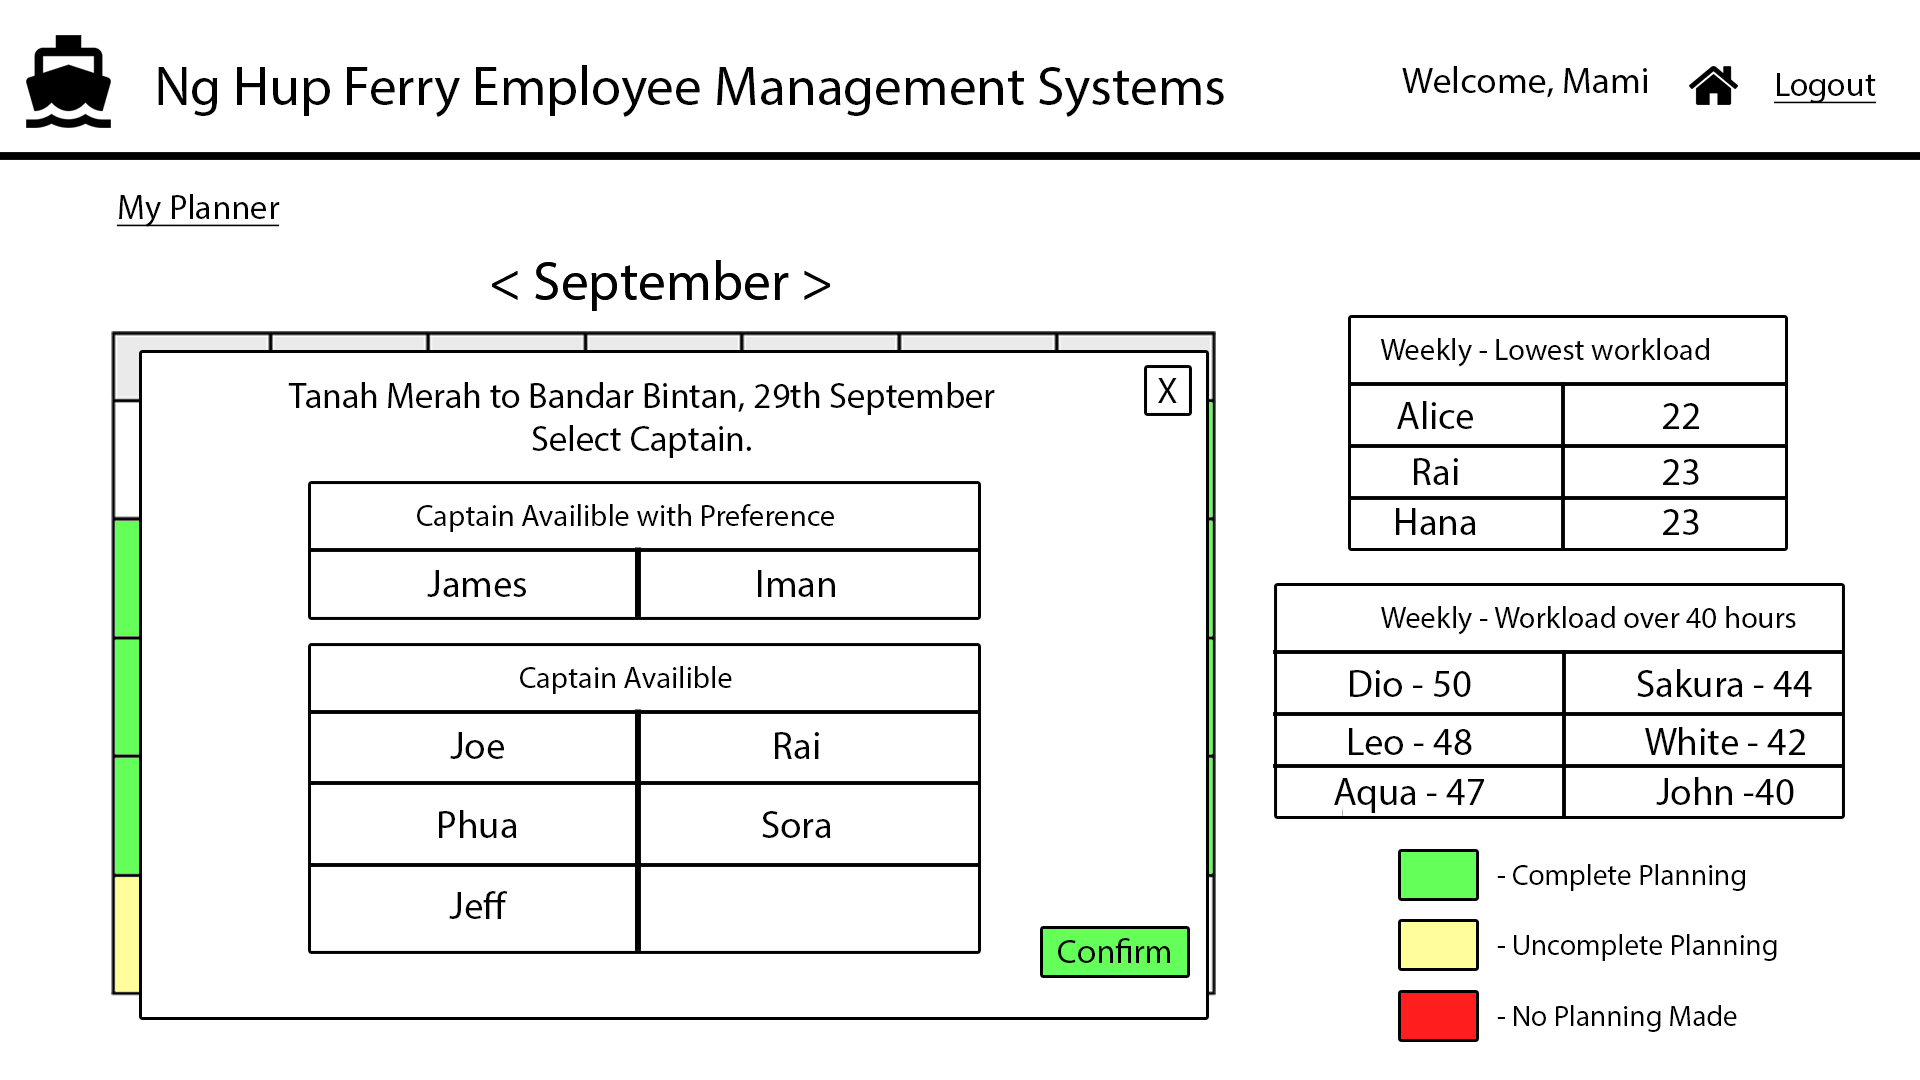 Ng Hup Ferry Employee Management Systems
Welcome, Mami
Logout
My Planner
< September >
Tanah Merah to Bandar Bintan, 29th September
Select Captain.
X
Captain Availible with Preference
James Iman
Captain Availible
Joe Rai
Phua Sora
Jeff
Confirm
Weekly - Lowest workload
Alice 22
Rai 23
Hana 23
Weekly - Workload over 40 hours
Dio - 50 Sakura - 44
Leo - 48 White - 42
Aqua - 47 John -40
- Complete Planning
- Uncomplete Planning
- No Planning Made